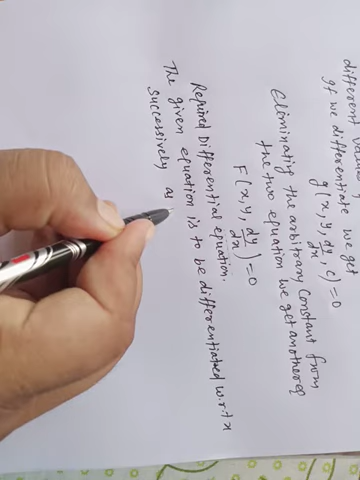 different values,
If we differentiate we get
g(x, y, dy/dx, c) = 0
Eliminating the arbitrary constant from
the two equation we get another eq
F(x, y, dy/dx) = 0
Required Differential equation.
The given equation is to be differentiated w.r.t x
successively as